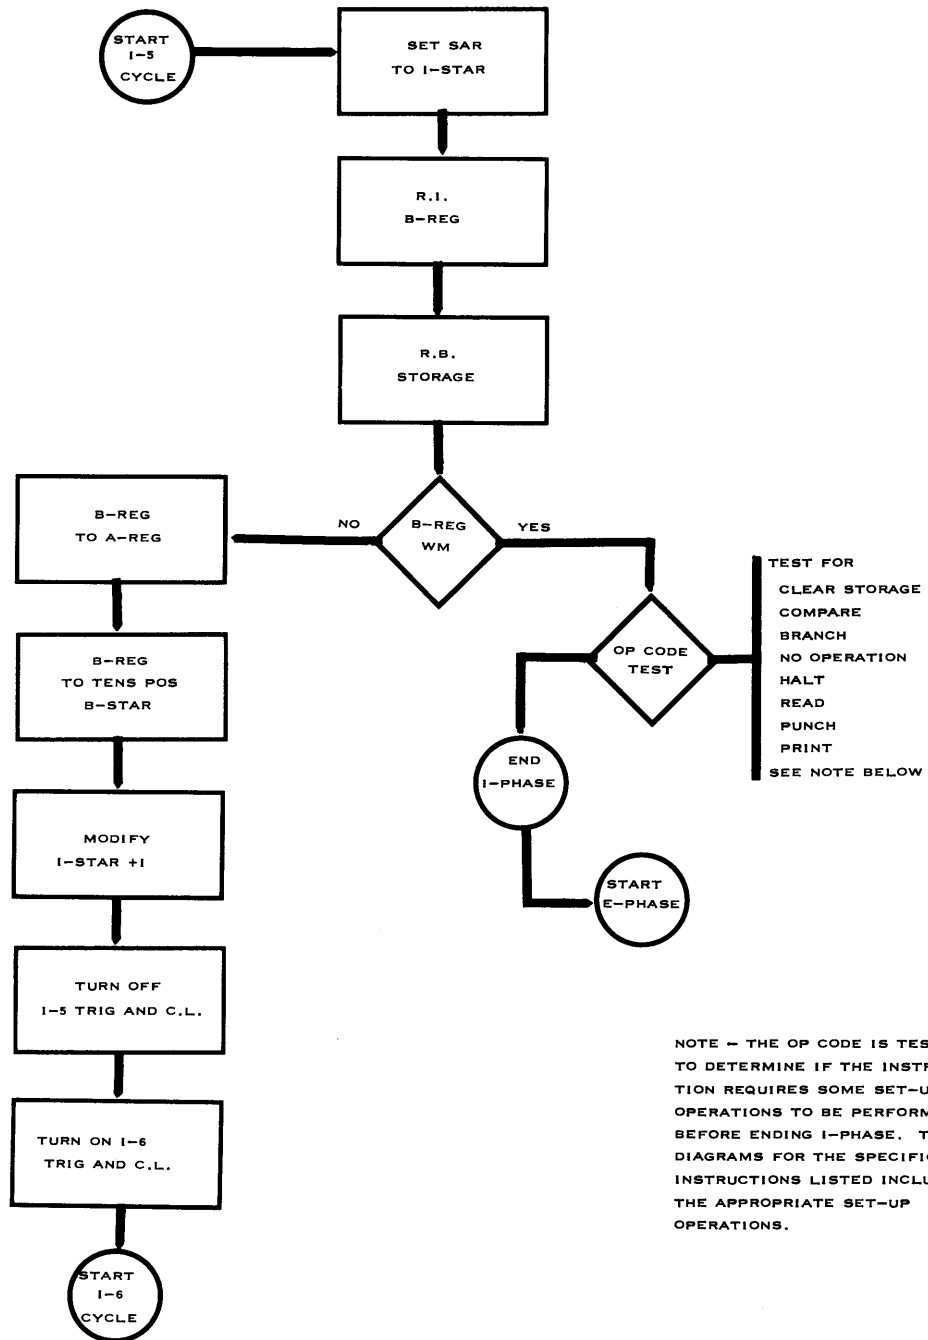 START
I-5
CYCLE
SET SAR
TO I-STAR
R.I.
B-REG
R.B.
STORAGE
B-REG
WM
NO
YES
B-REG
TO A-REG
B-REG
TO TENS POS
B-STAR
MODIFY
I-STAR +1
TURN OFF
I-5 TRIG AND C.L.
TURN ON I-6
TRIG AND C.L.
START
I-6
CYCLE
OP CODE
TEST
TEST FOR
CLEAR STORAGE
COMPARE
BRANCH
NO OPERATION
HALT
READ
PUNCH
PRINT
SEE NOTE BELOW
END
I-PHASE
START
E-PHASE
NOTE - THE OP CODE IS TES
TO DETERMINE IF THE INSTR
TION REQUIRES SOME SET-U
OPERATIONS TO BE PERFORM
BEFORE ENDING I-PHASE. T
DIAGRAMS FOR THE SPECIFI
INSTRUCTIONS LISTED INCLU
THE APPROPRIATE SET-UP
OPERATIONS.